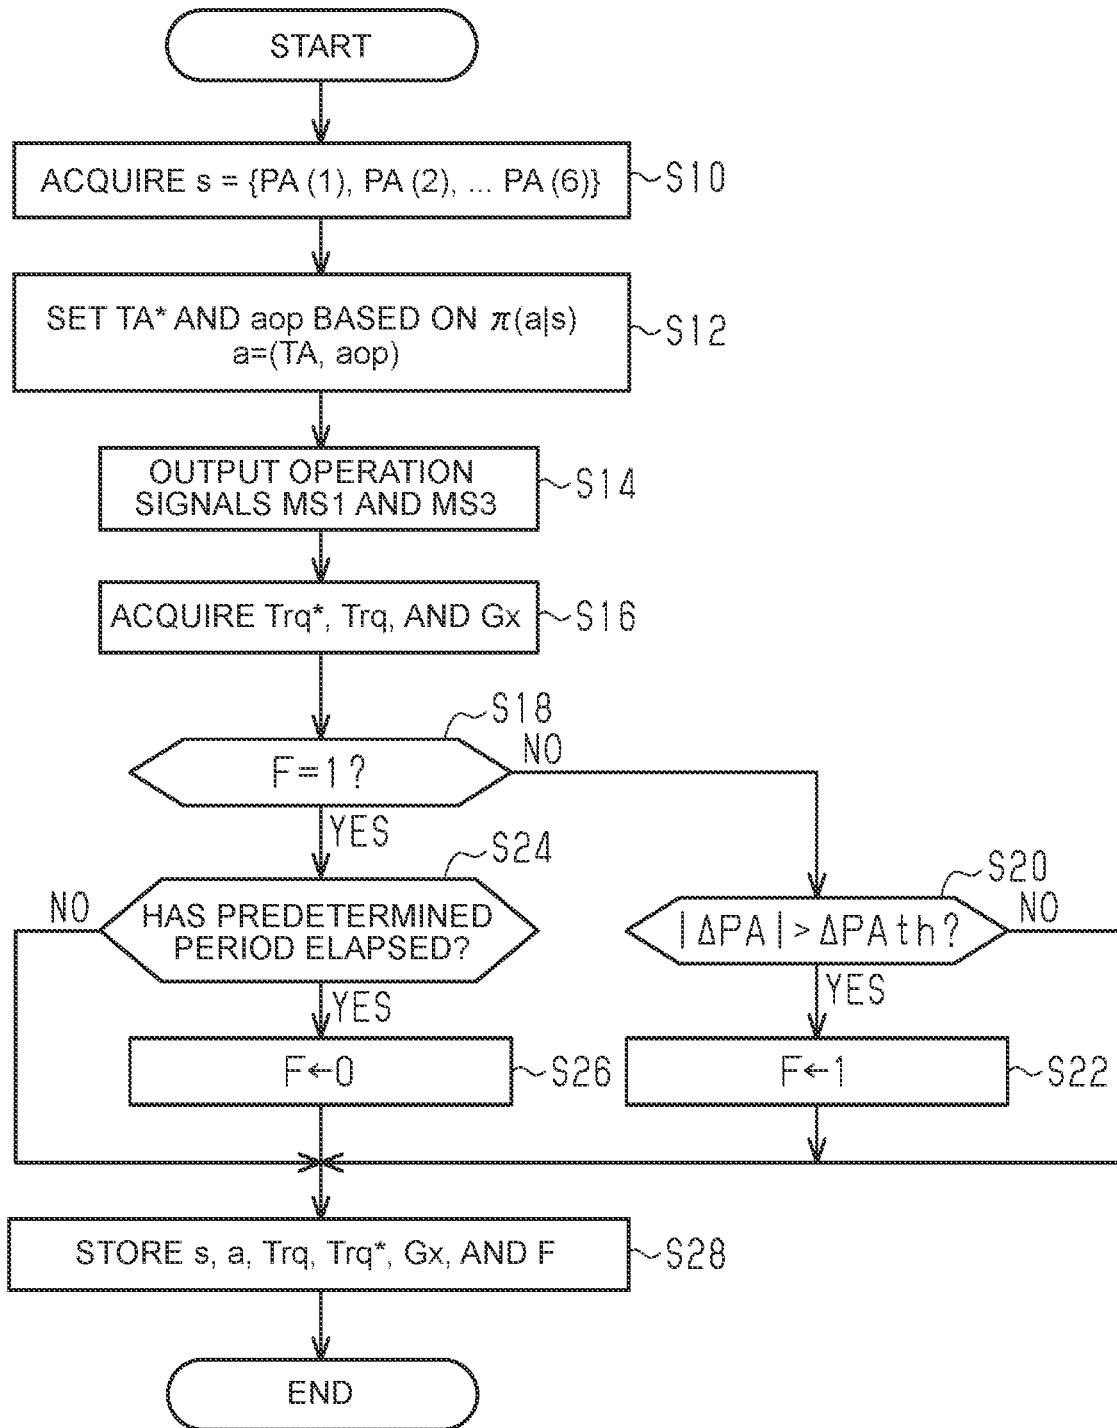 START
ACQUIRE s = {PA (1), PA (2), ... PA (6)}
S10
SET TA* AND aop BASED ON π(a|s)
a=(TA, aop)
S12
OUTPUT OPERATION
SIGNALS MS1 AND MS3
S14
ACQUIRE Trq*, Trq, AND Gx
S16
S18
F=1?
NO
YES
S24
S20
NO
HAS PREDETERMINED
PERIOD ELAPSED?
|ΔPA|>ΔPAth?
NO
YES
YES
F←0
S26
F←1
S22
STORE s, a, Trq, Trq*, Gx, AND F
S28
END